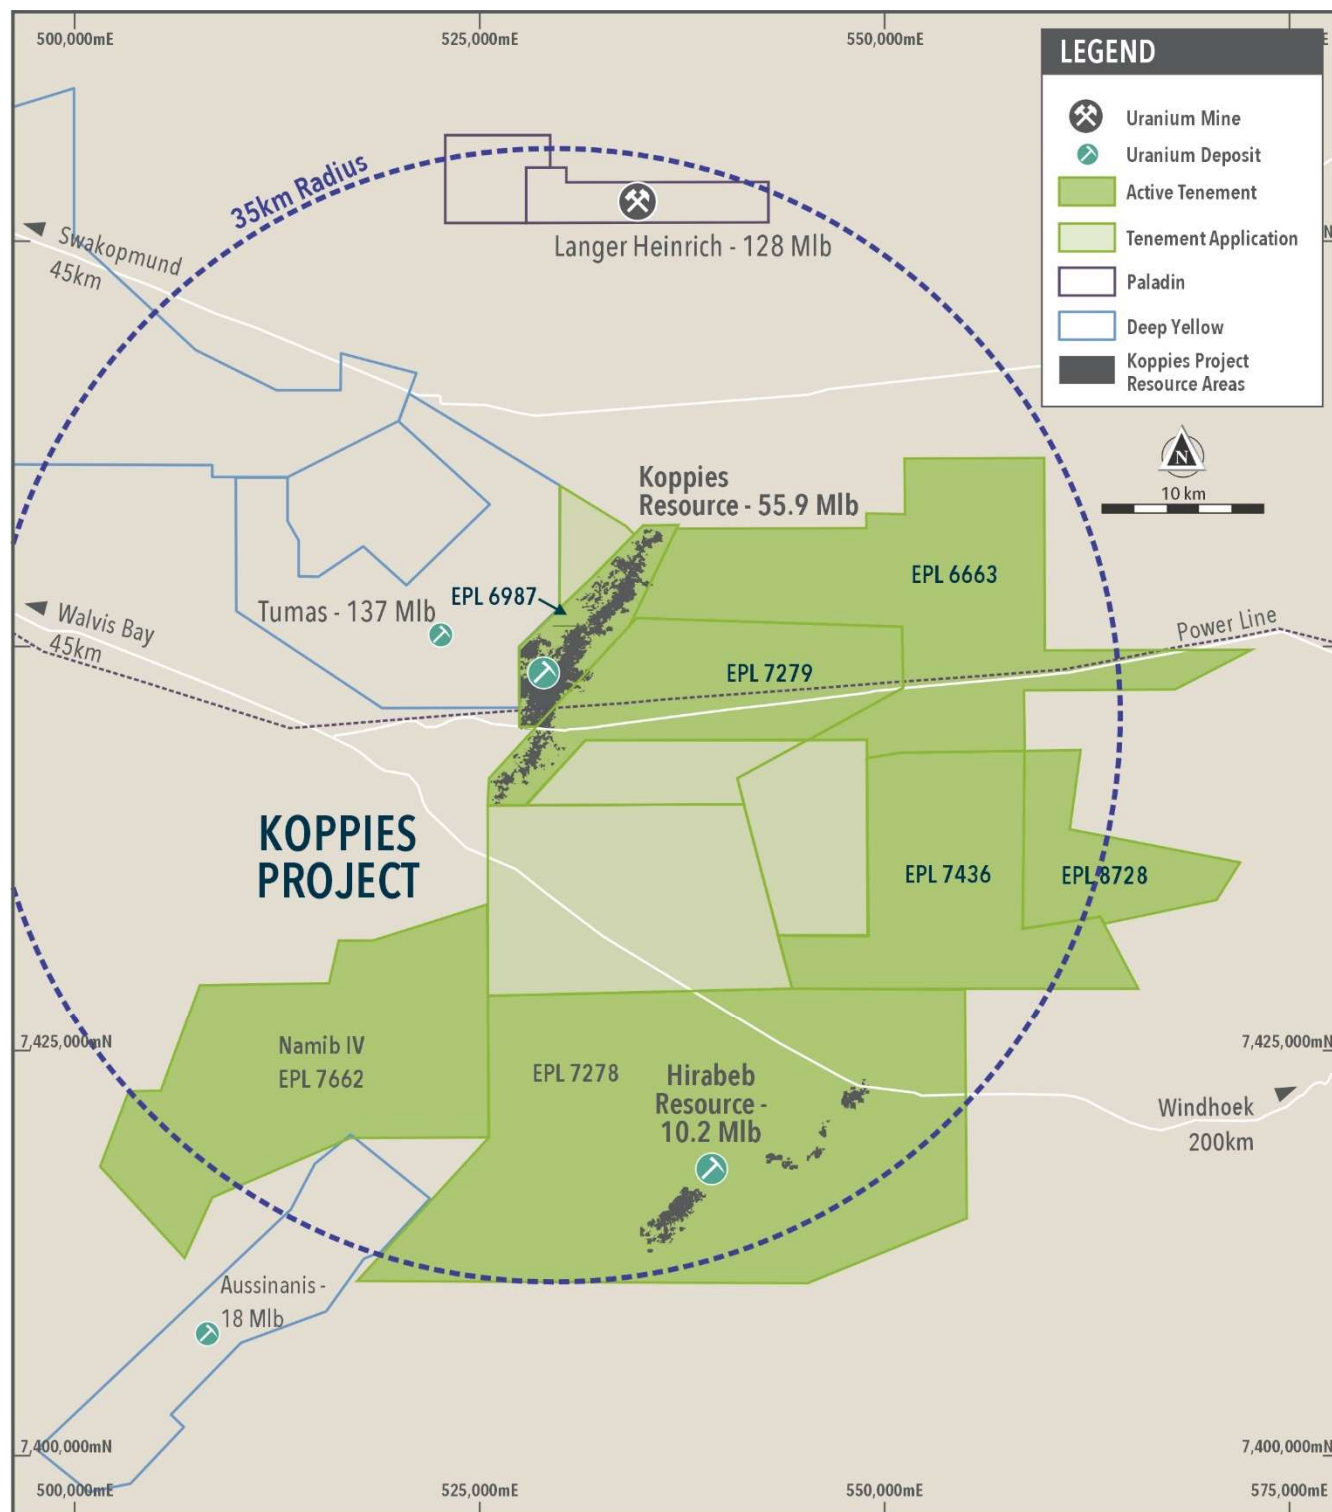 500,000mE
525,000mE
550,000mE
E
LEGEND
Uranium Mine
Uranium Deposit
Active Tenement
Tenement Application
Paladin
Deep Yellow
Koppies Project
Resource Areas
N
N
10 km
35km Radius
Swakopmund
45km
Langer Heinrich - 128 Mlb
Koppies
Resource - 55.9 Mlb
EPL 6663
EPL 6987
Tumas - 137 Mlb
Walvis Bay
45km
Power Line
EPL 7279
KOPPIES
PROJECT
EPL 7436
EPL 8728
7,425,000mN
7,425,000mN
Namib IV
EPL 7662
EPL 7278
Hirabeb
Resource -
10.2 Mlb
Windhoek
200km
Aussinanis -
18 Mlb
7,400,000mN
7,400,000mN
500,000mE
525,000mE
550,000mE
575,000mE